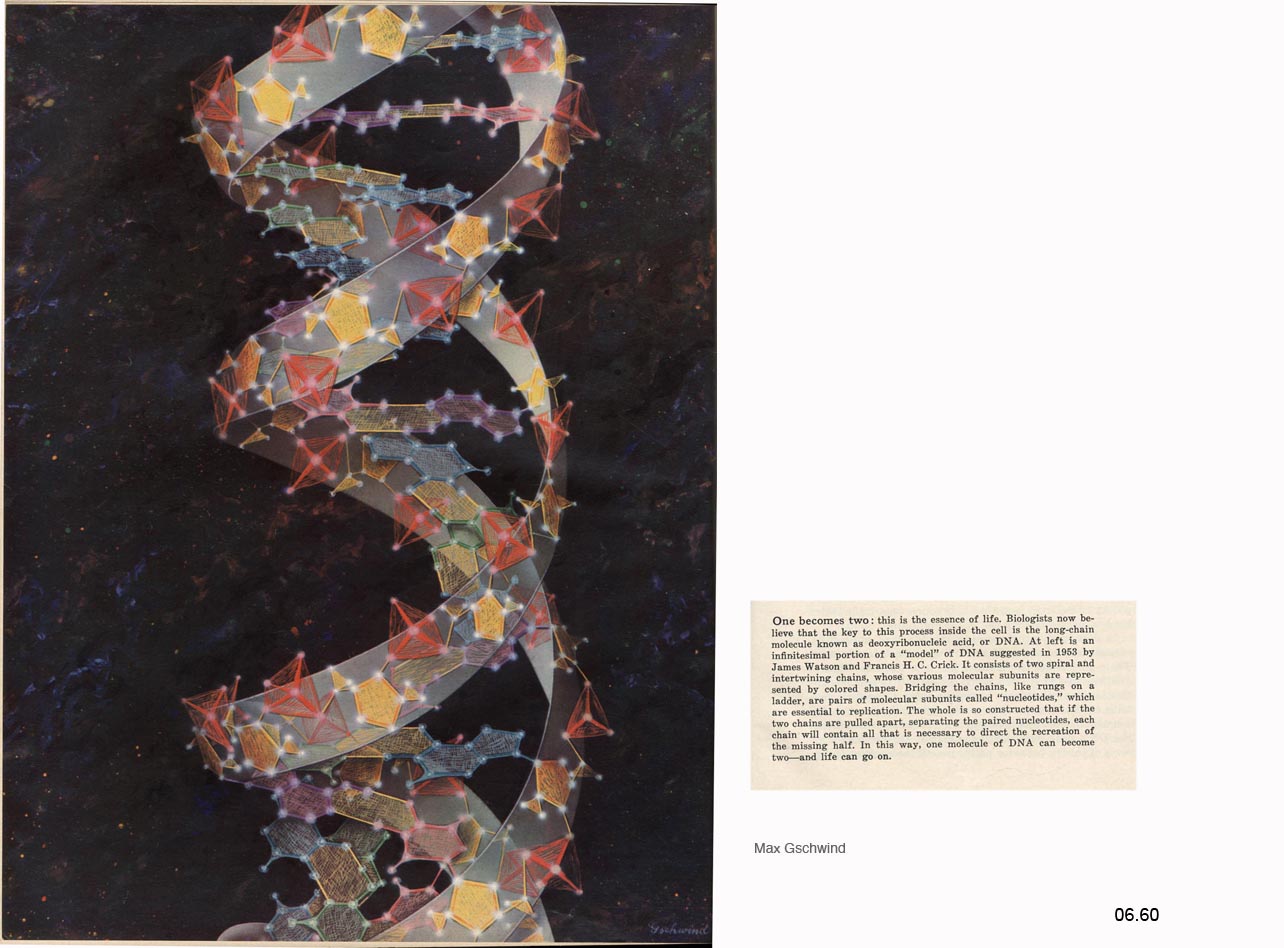 One becomes two: this is the essence of life. Biologists now be-
lieve that the key to this process inside the cell is the long-chain
molecule known as deoxyribonucleic acid, or DNA. At left is an
infinitesimal portion of a "model" of DNA suggested in 1953 by
James Watson and Francis H. C. Crick. It consists of two spiral and
intertwining chains, whose various molecular subunits are repre-
sented by colored shapes. Bridging the chains, like rungs on a
ladder, are pairs of molecular subunits called "nucleotides," which
are essential to replication. The whole is so constructed that if the
two chains are pulled apart, separating the paired nucleotides, each
chain will contain all that is necessary to direct the recreation of
the missing half. In this way, one molecule of DNA can become
two—and life can go on.
Max Gschwind
Gschwind
06.60